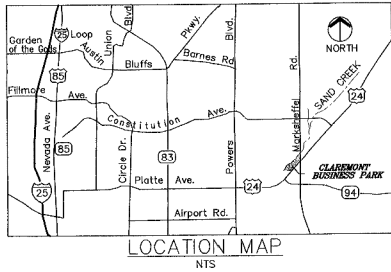 25
Loop
Garden
of the Gods
Austin
Bluffs
Union
Blvd.
Pkwy.
Barnes Rd.
Blvd.
Rd.
NORTH
85
Fillmore
Ave.
Constitution
Ave.
SAND CREEK
24
Nevada Ave.
85
Circle Dr.
83
Powers
Marksheffel
Platte Ave.
24
CLAREMONT
BUSINESS PARK
94
25
Airport Rd.
LOCATION MAP
NTS